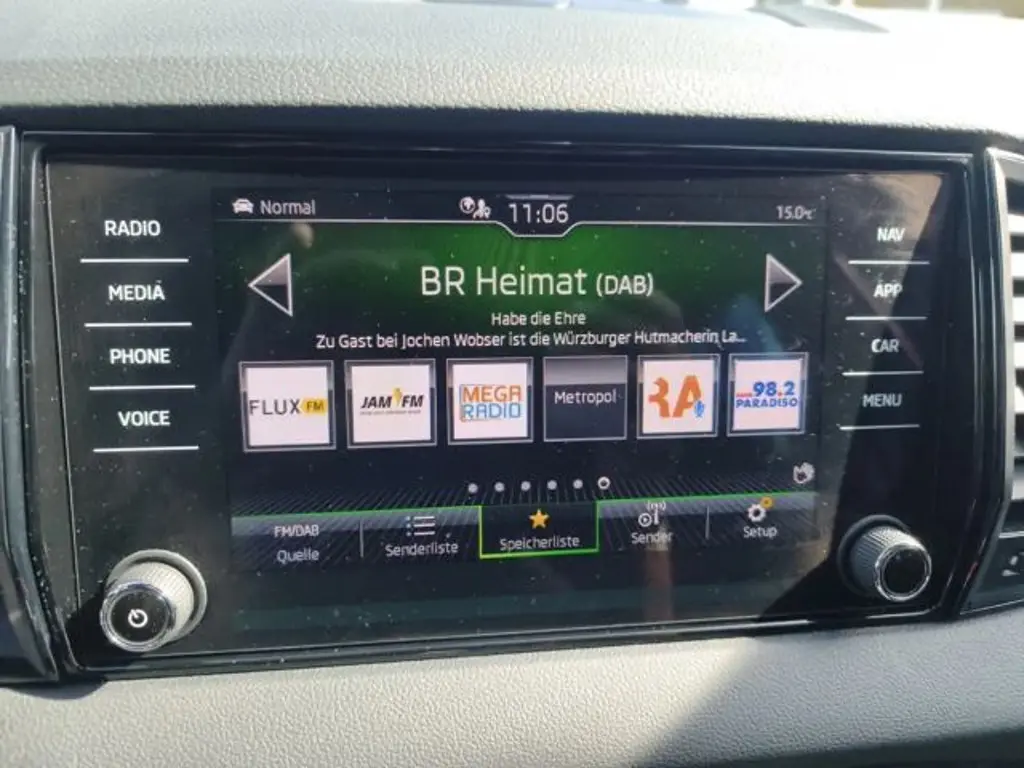 Normal
11:06
15.0°C
RADIO
MEDIA
PHONE
VOICE
NAV
APP
CAR
MENU
BR Heimat (DAB)
Habe die Ehre
Zu Gast bei Jochen Wobser ist die Würzburger Hutmacherin La...
FLUX FM
JAM FM
MEGA
RADIO
Metropol
RA
98.2
PARADISO
FM/DAB
Quelle
Senderliste
Speicherliste
Sender
Setup